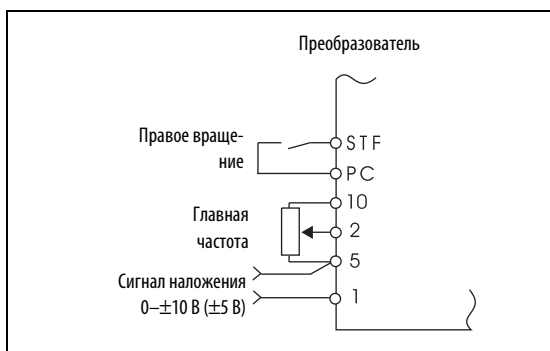 Преобразователь
Правое враще-
ние
STF
PC
10
Главная
частота
2
5
Сигнал наложения
0–±10 В (±5 В)
1